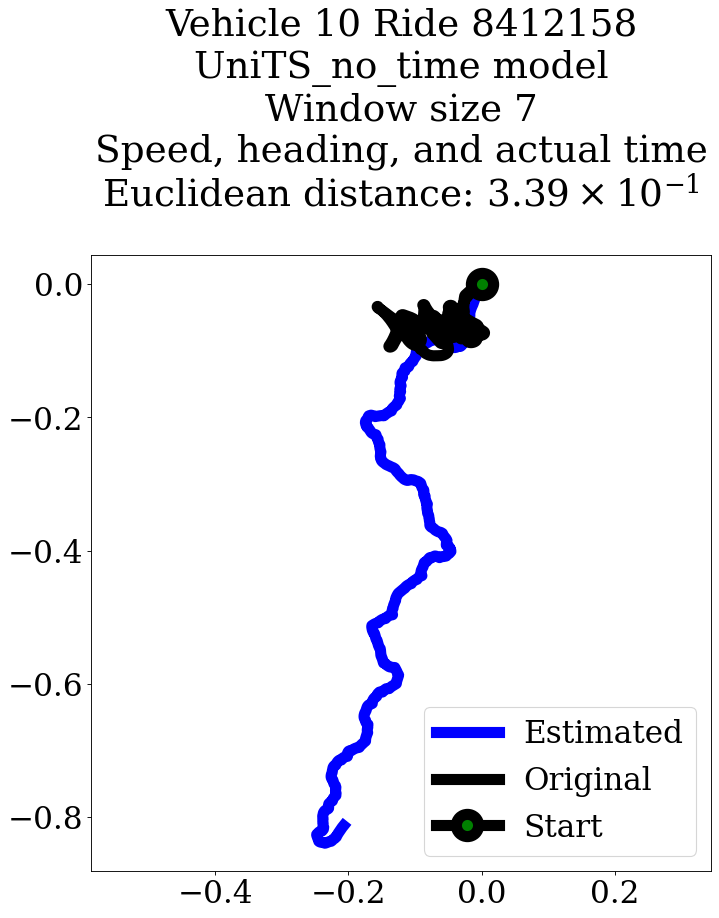 Vehicle 10 Ride 8412158
UniTS_no_time model
Window size 7
Speed, heading, and actual time
Euclidean distance: 3.39 × 10⁻¹
0.0
−0.2
−0.4
−0.6
−0.8
Estimated
Original
Start
−0.4 −0.2 0.0 0.2